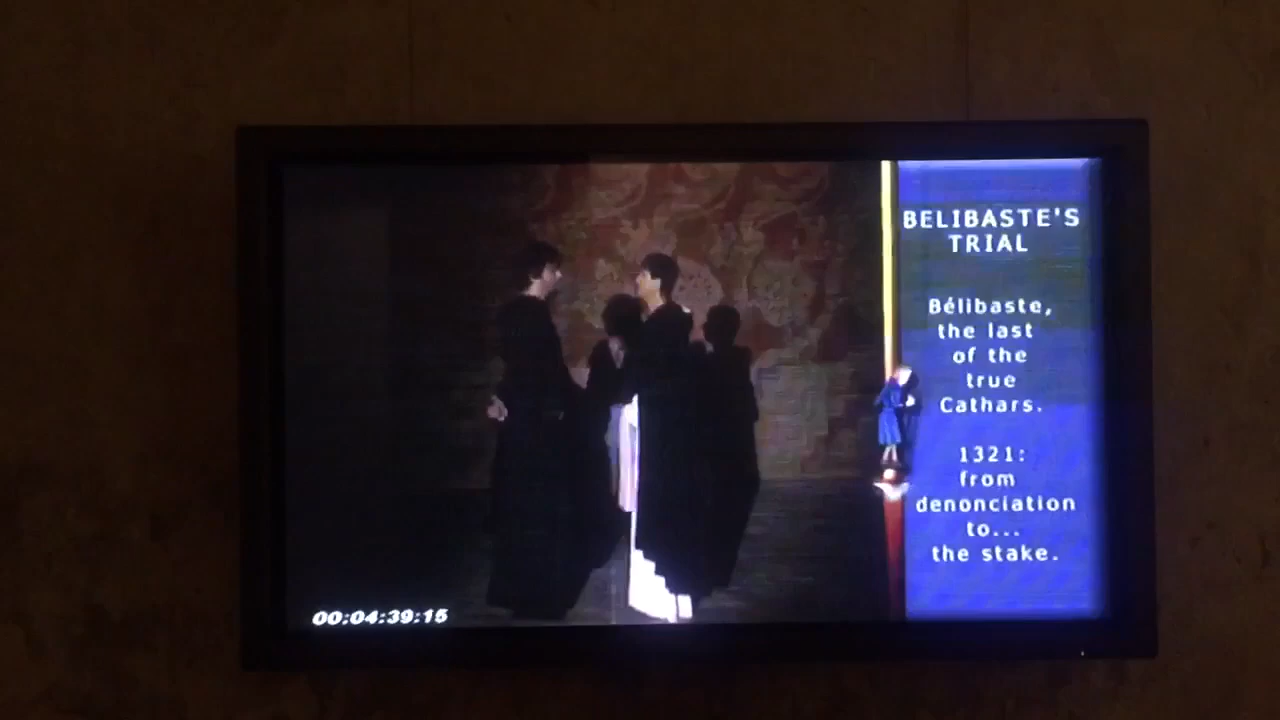 BELIBASTE'S
TRIAL
Bélibaste,
the last
of the
true
Cathars.
1321:
from
denonciation
to...
the stake.
00:04:39:15